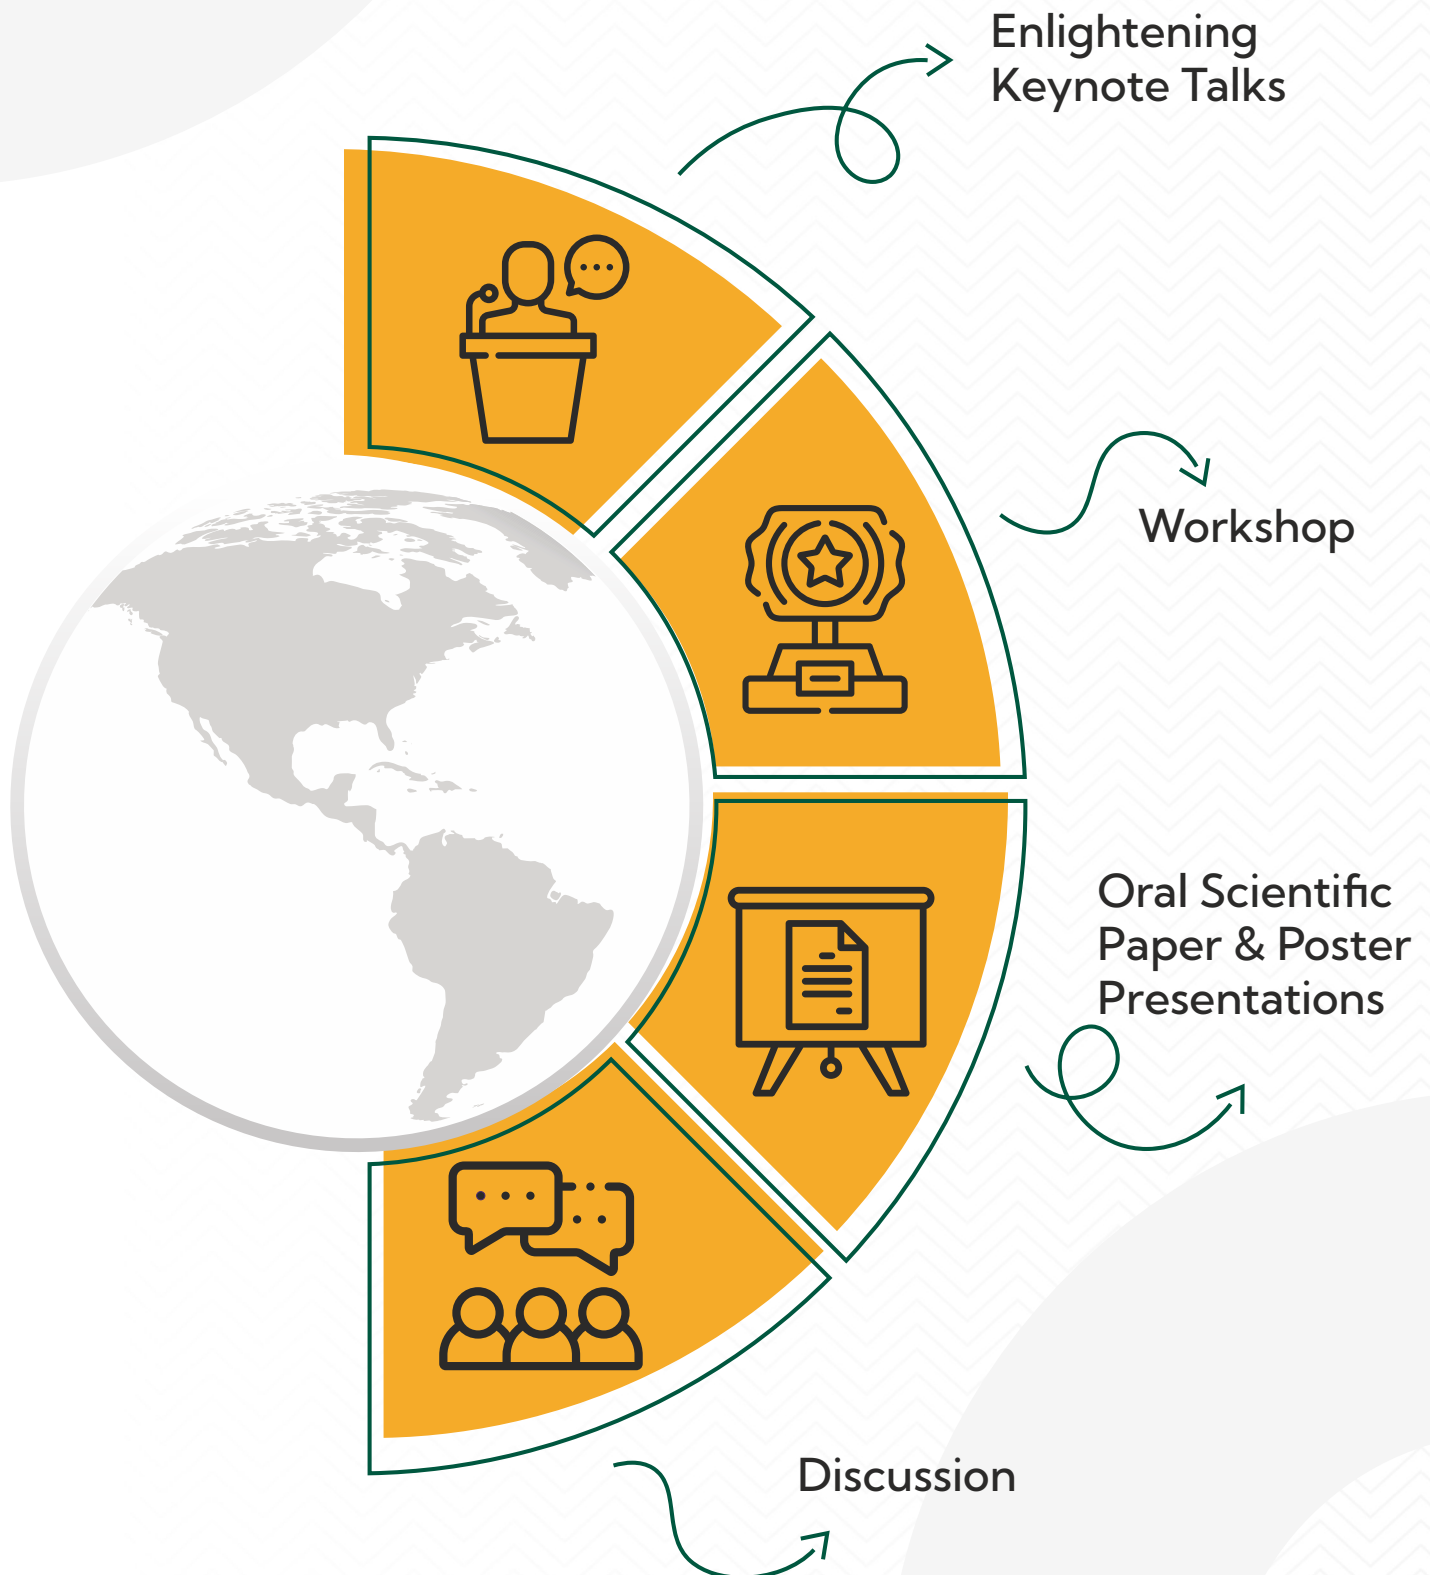 Enlightening
Keynote Talks
Workshop
Oral Scientific
Paper & Poster
Presentations
Discussion